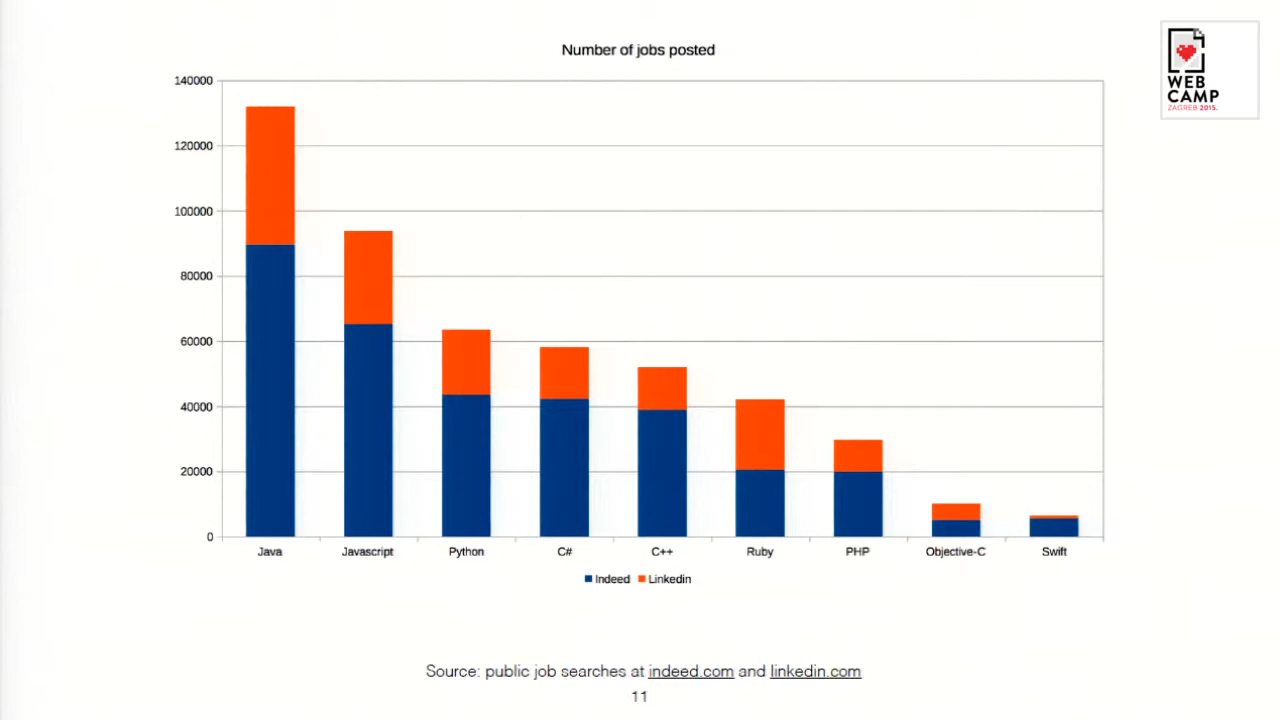 Number of jobs posted
WEB
CAMP
ZAGREB 2015.
140000
120000
100000
80000
60000
40000
20000
0
Java Javascript Python C# C++ Ruby PHP Objective-C Swift
Indeed Linkedin
Source: public job searches at indeed.com and linkedin.com
11